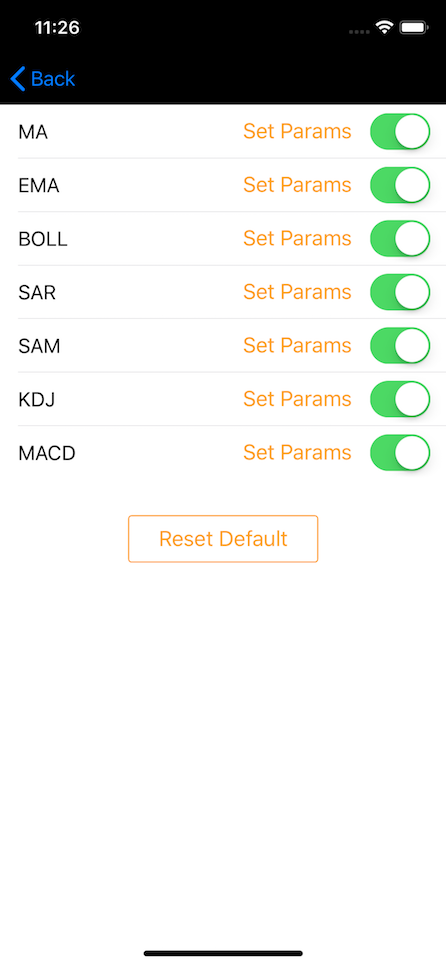 11:26
Back
MA Set Params
EMA Set Params
BOLL Set Params
SAR Set Params
SAM Set Params
KDJ Set Params
MACD Set Params
Reset Default